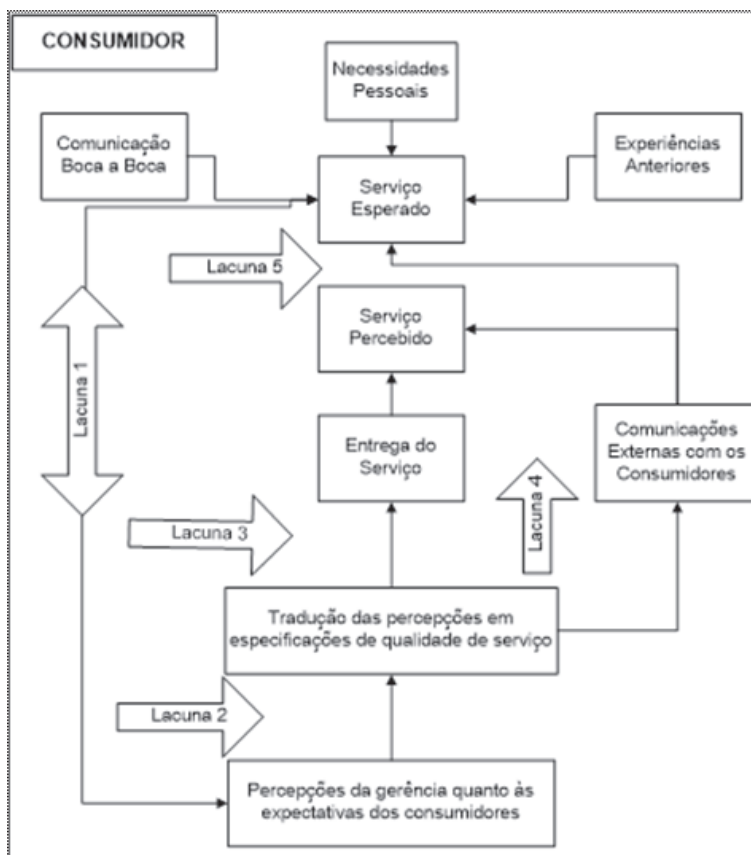 CONSUMIDOR
Necessidades
Pessoais
Comunicação
Boca a Boca
Experiências
Anteriores
Serviço
Esperado
Lacuna 5
Serviço
Percebido
Lacuna 1
Entrega do
Serviço
Comunicações
Externas com os
Consumidores
Lacuna 4
Lacuna 3
Tradução das percepções em
especificações de qualidade de serviço
Lacuna 2
Percepções da gerência quanto às
expectativas dos consumidores